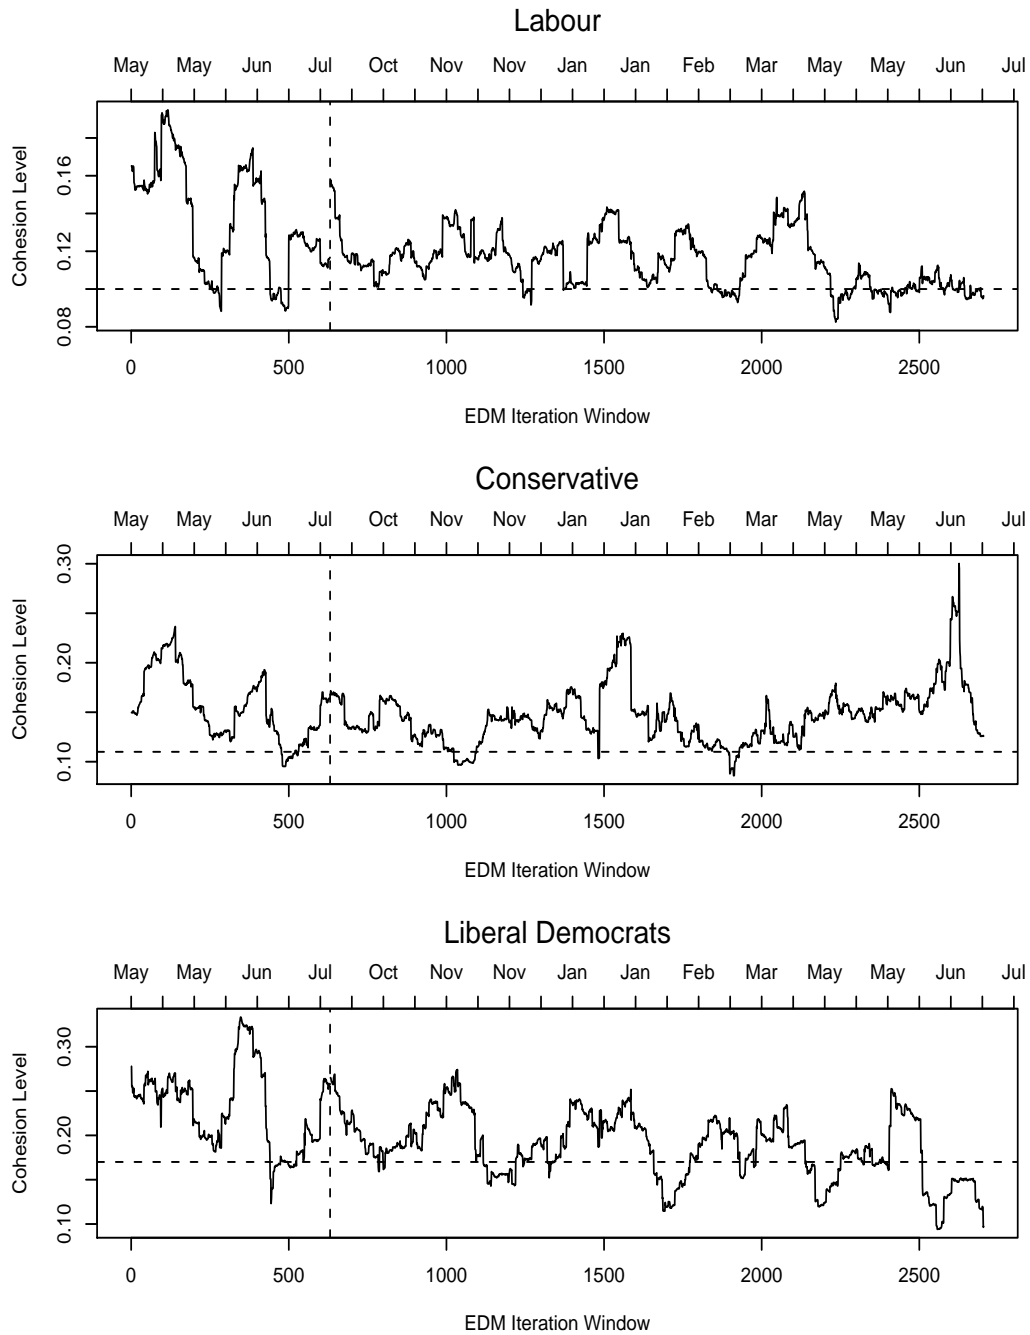 Labour
May May Jun Jul Oct Nov Nov Jan Jan Feb Mar May May Jun Jul
Cohesion Level
0.08 0.12 0.16
0 500 1000 1500 2000 2500
EDM Iteration Window
Conservative
May May Jun Jul Oct Nov Nov Jan Jan Feb Mar May May Jun Jul
Cohesion Level
0.10 0.20 0.30
0 500 1000 1500 2000 2500
EDM Iteration Window
Liberal Democrats
May May Jun Jul Oct Nov Nov Jan Jan Feb Mar May May Jun Jul
Cohesion Level
0.10 0.20 0.30
0 500 1000 1500 2000 2500
EDM Iteration Window